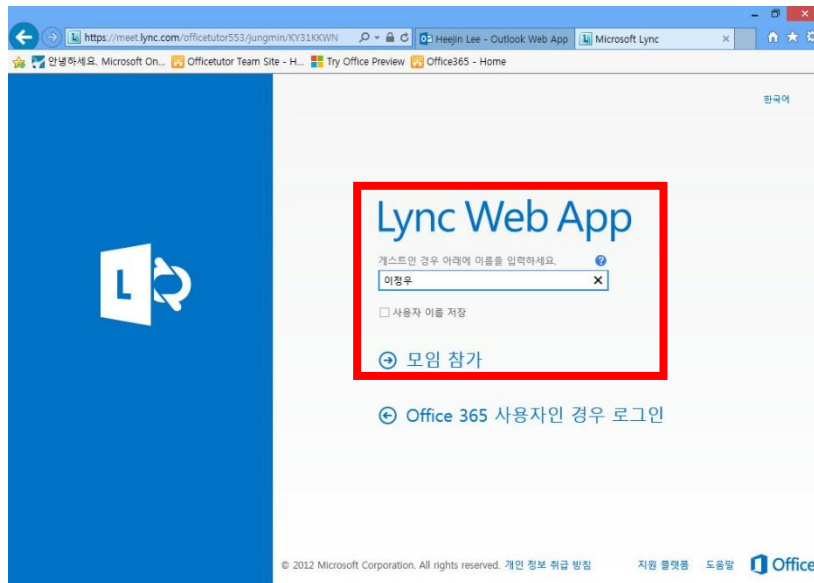 https://meet.lync.com/officetutor553/jungmin/KY31KKWN
Heejin Lee - Outlook Web App
Microsoft Lync
안녕하세요. Microsoft On...
Officetutor Team Site - H...
Try Office Preview
Office365 - Home
한국어
Lync Web App
게스트인 경우 아래에 이름을 입력하세요.
이정우
사용자 이름 저장
모임 참가
Office 365 사용자인 경우 로그인
© 2012 Microsoft Corporation. All rights reserved. 개인 정보 취급 방침
지원 플랫폼
도움말
Office